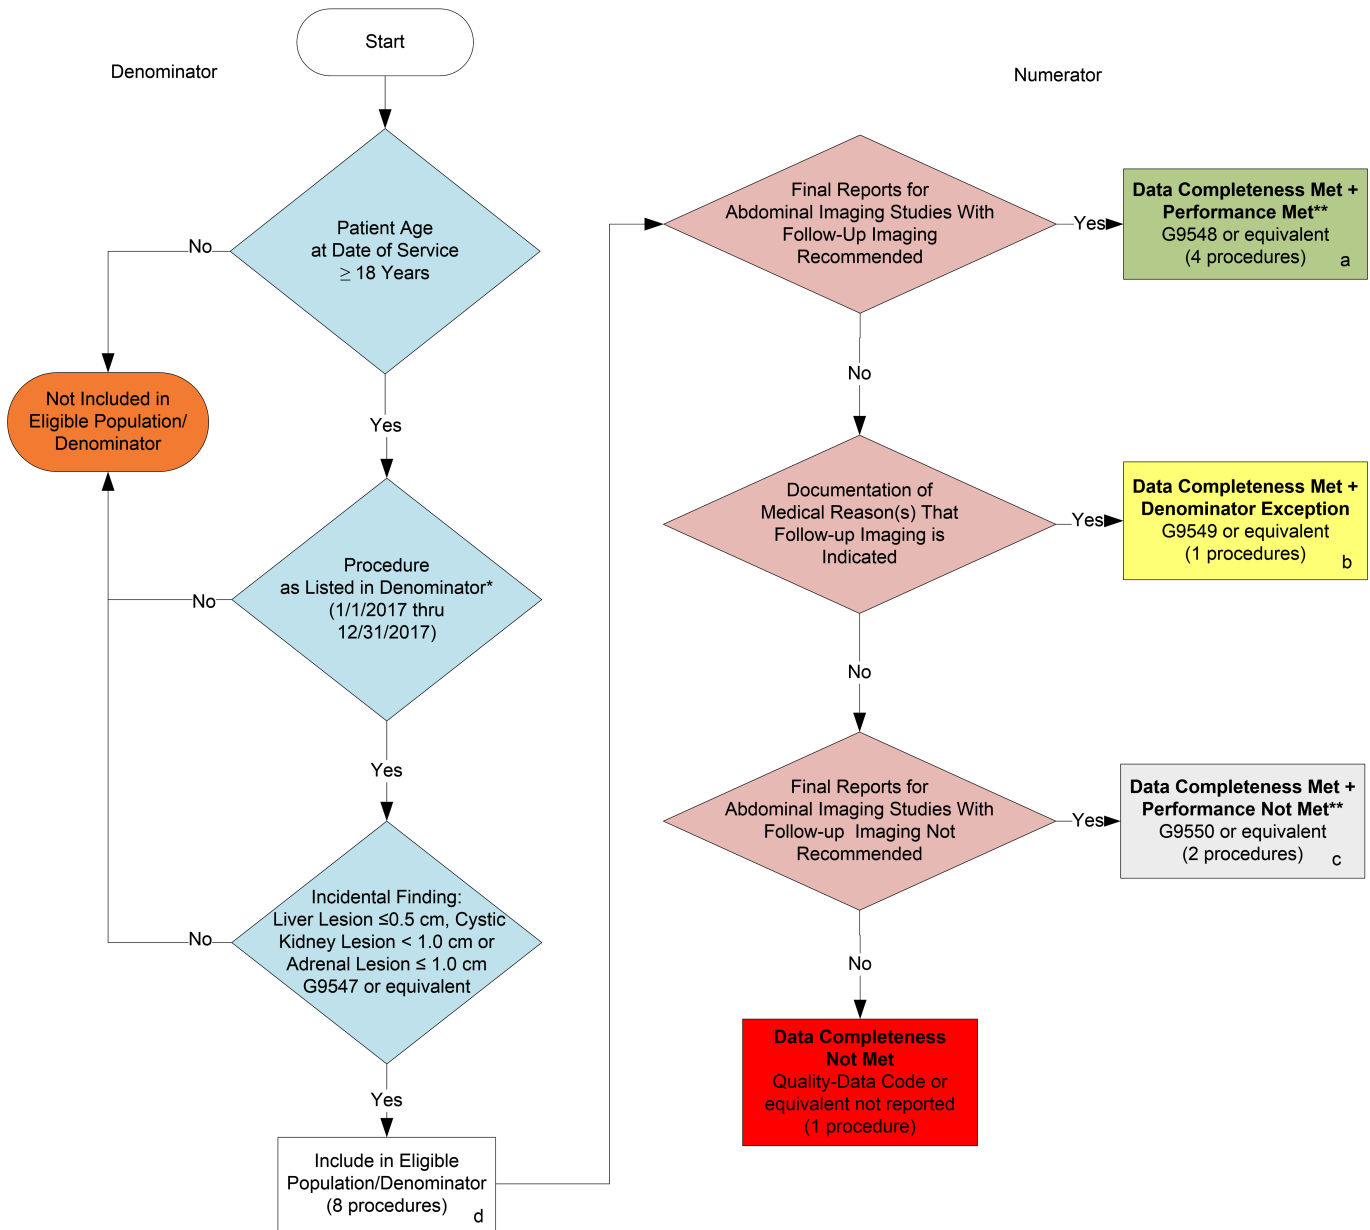 Start
Denominator
Numerator
Patient Age
at Date of Service
≥ 18 Years
No
Yes
Not Included in
Eligible Population/
Denominator
Procedure
as Listed in Denominator*
(1/1/2017 thru
12/31/2017)
No
Yes
Incidental Finding:
Liver Lesion ≤0.5 cm, Cystic
Kidney Lesion < 1.0 cm or
Adrenal Lesion ≤ 1.0 cm
G9547 or equivalent
No
Yes
Include in Eligible
Population/Denominator
(8 procedures)
d
Final Reports for
Abdominal Imaging Studies With
Follow-Up Imaging
Recommended
Yes
Data Completeness Met +
Performance Met**
G9548 or equivalent
(4 procedures)
a
No
Documentation of
Medical Reason(s) That
Follow-up Imaging is
Indicated
Yes
Data Completeness Met +
Denominator Exception
G9549 or equivalent
(1 procedures)
b
No
Final Reports for
Abdominal Imaging Studies With
Follow-up Imaging Not
Recommended
Yes
Data Completeness Met +
Performance Not Met**
G9550 or equivalent
(2 procedures)
c
No
Data Completeness
Not Met
Quality-Data Code or
equivalent not reported
(1 procedure)